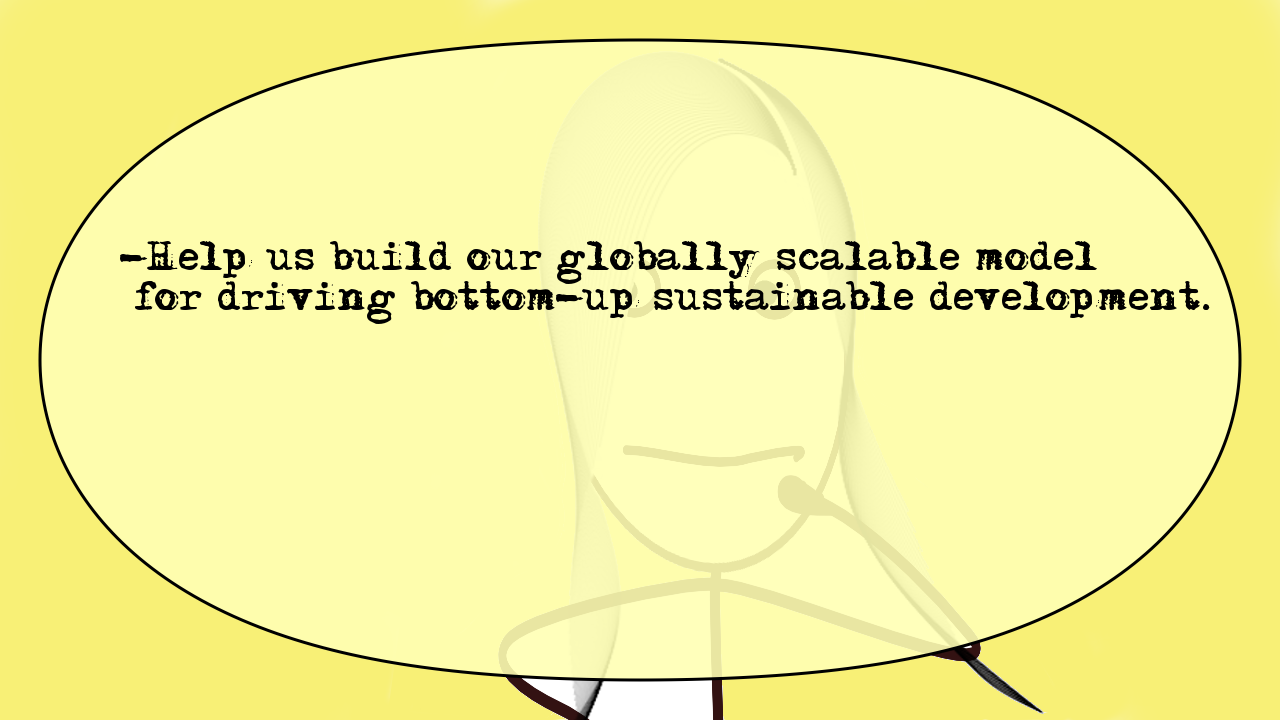 -Help us build our globally scalable model
for driving bottom-up sustainable development.